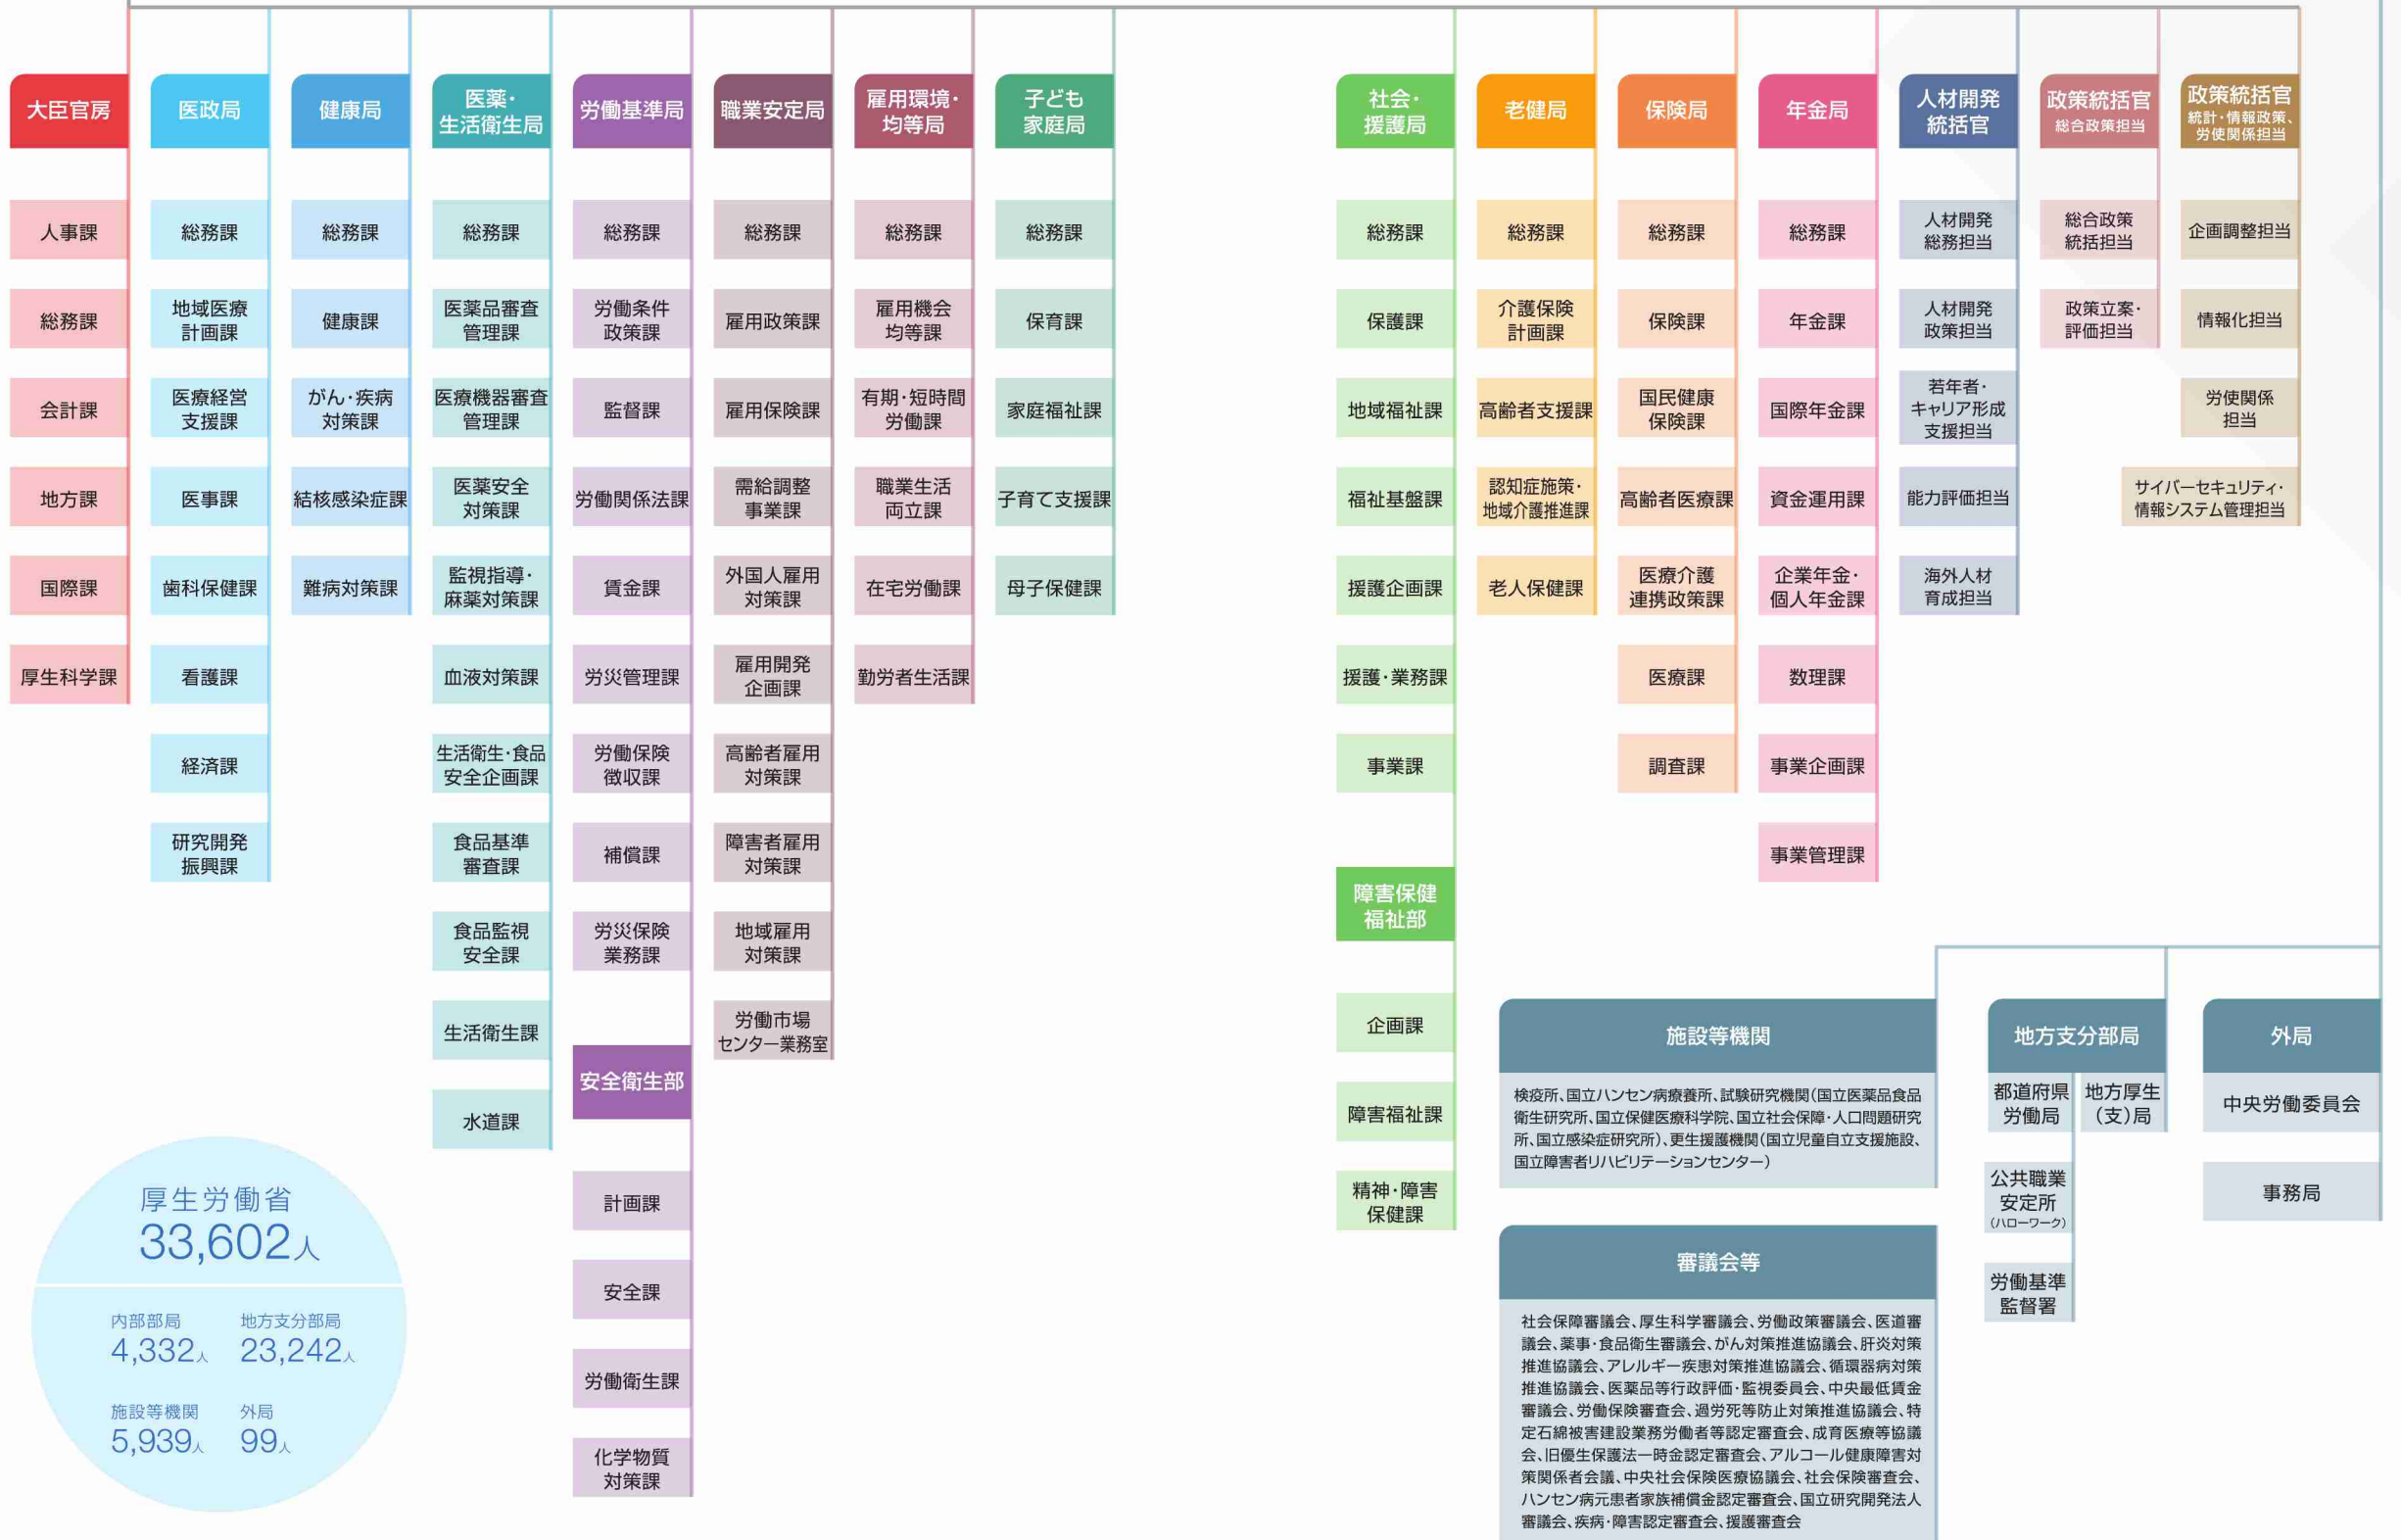 大臣官房
人事課
総務課
会計課
地方課
国際課
厚生科学課
医政局
総務課
地域医療
計画課
医療経営
支援課
医事課
歯科保健課
看護課
経済課
研究開発
振興課
健康局
総務課
健康課
がん・疾病
対策課
結核感染症課
難病対策課
医薬・
生活衛生局
総務課
医薬品審査
管理課
医療機器審査
管理課
医薬安全
対策課
監視指導・
麻薬対策課
血液対策課
生活衛生・食品
安全企画課
食品基準
審査課
食品監視
安全課
生活衛生課
水道課
労働基準局
総務課
労働条件
政策課
監督課
労働関係法課
賃金課
労災管理課
労働保険
徴収課
補償課
労災保険
業務課
安全衛生部
計画課
安全課
労働衛生課
化学物質
対策課
職業安定局
総務課
雇用政策課
雇用保険課
需給調整
事業課
外国人雇用
対策課
雇用開発
企画課
高齢者雇用
対策課
障害者雇用
対策課
地域雇用
対策課
労働市場
センター業務室
雇用環境・
均等局
総務課
雇用機会
均等課
有期・短時間
労働課
職業生活
両立課
在宅労働課
勤労者生活課
子ども
家庭局
総務課
保育課
家庭福祉課
子育て支援課
母子保健課
社会・
援護局
総務課
保護課
地域福祉課
福祉基盤課
援護企画課
援護・業務課
事業課
障害保健
福祉部
企画課
障害福祉課
精神・障害
保健課
老健局
総務課
介護保険
計画課
高齢者支援課
認知症施策・
地域介護推進課
老人保健課
保険局
総務課
保険課
国民健康
保険課
高齢者医療課
医療介護
連携政策課
医療課
調査課
年金局
総務課
年金課
国際年金課
資金運用課
企業年金・
個人年金課
数理課
事業企画課
事業管理課
人材開発
統括官
人材開発
総務担当
人材開発
政策担当
若年者・
キャリア形成
支援担当
能力評価担当
海外人材
育成担当
政策統括官
総合政策担当
総合政策
統括担当
政策立案・
評価担当
政策統括官
統計・情報政策、
労使関係担当
企画調整担当
情報化担当
労使関係
担当
サイバーセキュリティ・
情報システム管理担当
施設等機関
検疫所、国立ハンセン病療養所、試験研究機関（国立医薬品食品
衛生研究所、国立保健医療科学院、国立社会保障・人口問題研究
所、国立感染症研究所）、更生援護機関（国立児童自立支援施設、
国立障害者リハビリテーションセンター）
審議会等
社会保障審議会、厚生科学審議会、労働政策審議会、医道審
議会、薬事・食品衛生審議会、がん対策推進協議会、肝炎対策
推進協議会、アレルギー疾患対策推進協議会、循環器病対策
推進協議会、医薬品等行政評価・監視委員会、中央最低賃金
審議会、労働保険審査会、過労死等防止対策推進協議会、特
定石綿被害建設業務労働者等認定審査会、成育医療等協議
会、旧優生保護法一時金認定審査会、アルコール健康障害対
策関係者会議、中央社会保険医療協議会、社会保険審査会、
ハンセン病元患者家族補償金認定審査会、国立研究開発法人
審議会、疾病・障害認定審査会、援護審査会
地方支分部局
都道府県
労働局
公共職業
安定所
（ハローワーク）
労働基準
監督署
地方厚生
（支）局
外局
中央労働委員会
事務局
厚生労働省
33,602人
内部部局
4,332人
地方支分部局
23,242人
施設等機関
5,939人
外局
99人